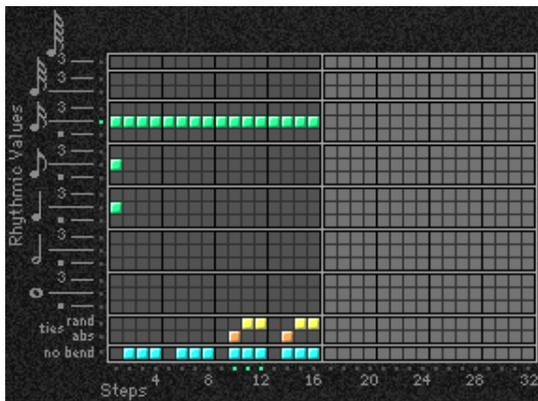 3
3
3
3
3
3
3
Rhythmic Values
rand
ties
abs
no bend
4 8 12 16 20 24 28 32
Steps